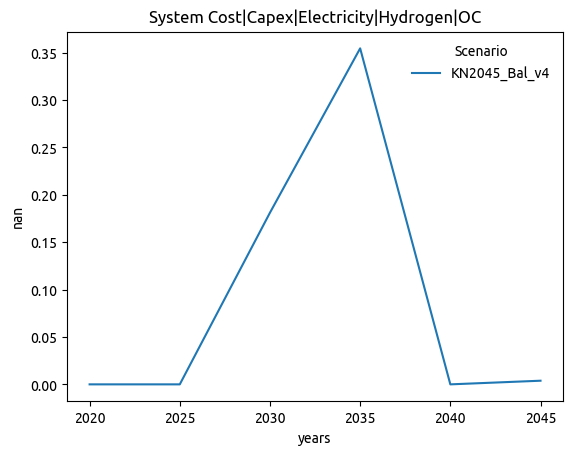 System Cost|Capex|Electricity|Hydrogen|OC
Scenario
KN2045_Bal_v4
0.35
0.30
0.25
0.20
0.15
0.10
0.05
0.00
nan
2020 2025 2030 2035 2040 2045
years